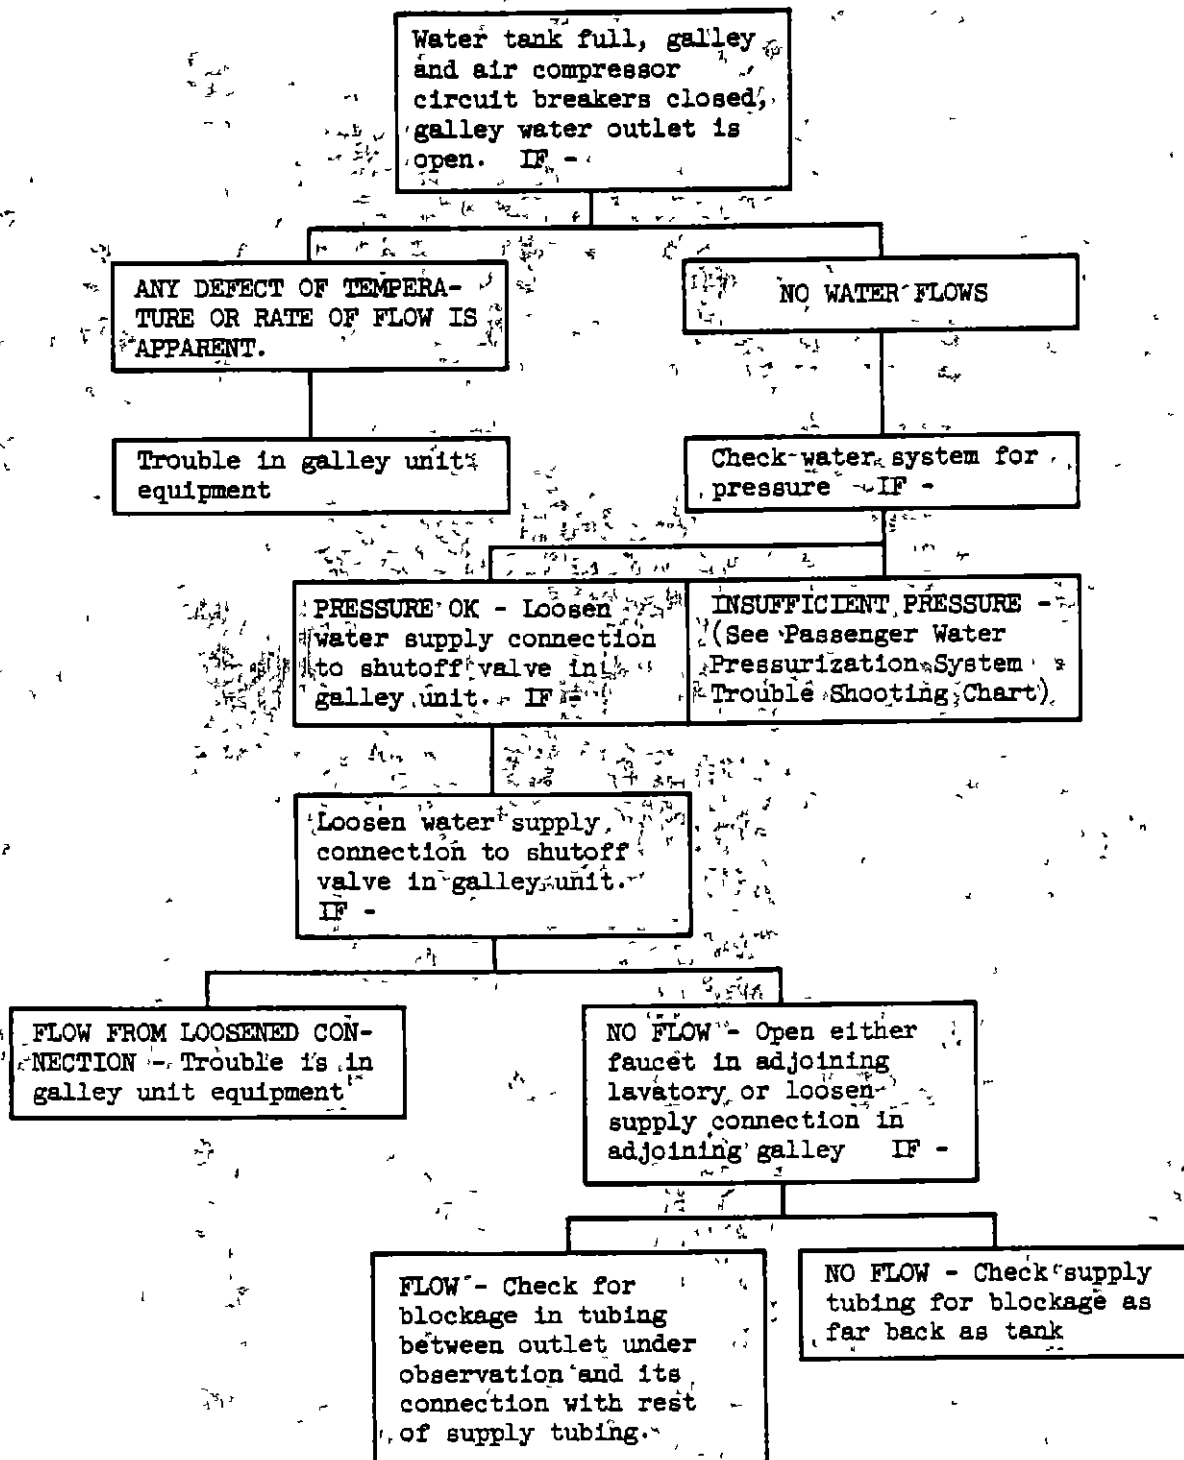 Water tank full, galley
and air compressor
circuit breakers closed,
galley water outlet is
open. IF -
ANY DEFECT OF TEMPERA-
TURE OR RATE OF FLOW IS
APPARENT.
NO WATER FLOWS
Trouble in galley unit
equipment
Check water system for
pressure - IF -
PRESSURE OK - Loosen
water supply connection
to shutoff valve in
galley unit. - IF -
INSUFFICIENT PRESSURE -
(See Passenger Water
Pressurization System
Trouble Shooting Chart)
Loosen water supply
connection to shutoff
valve in galley unit.
IF -
FLOW FROM LOOSENED CON-
NECTION - Trouble is in
galley unit equipment
NO FLOW - Open either
faucet in adjoining
lavatory or loosen
supply connection in
adjoining galley IF -
FLOW - Check for
blockage in tubing
between outlet under
observation and its
connection with rest
of supply tubing.
NO FLOW - Check supply
tubing for blockage as
far back as tank